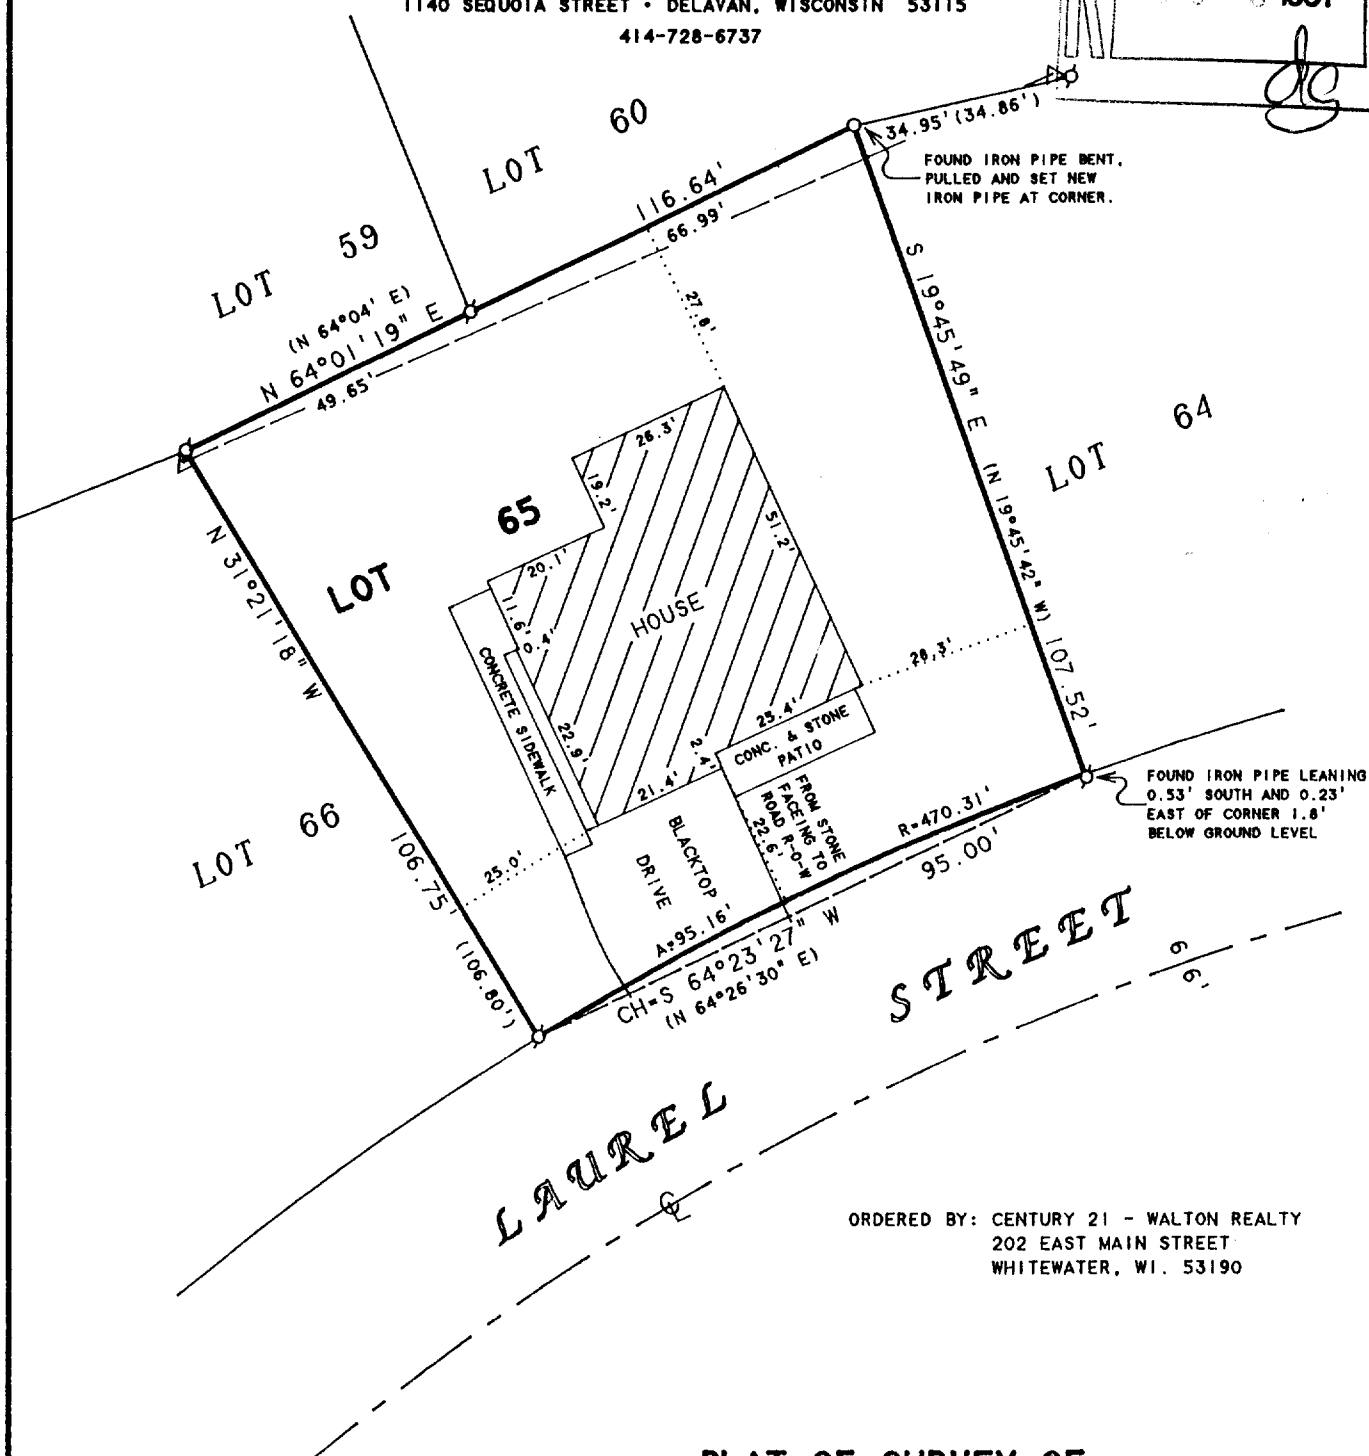 1140 SEQUOIA STREET • DELAVAN, WISCONSIN 53115
414-728-6737
LOT 60
34.95'(34.86')
FOUND IRON PIPE BENT,
PULLED AND SET NEW
IRON PIPE AT CORNER.
116.64'
66.99'
LOT 59
(N 64°04' E)
N 64°01'19" E
49.65'
27.8'
S 19°45'49" E
(N 19°45'42" W) 107.52'
LOT 64
26.3'
19.2'
LOT 65
51.2'
20.1'
11.6'
0.4'
HOUSE
N 31°21'18" W
CONCRETE SIDEWALK
22.9'
25.4'
2.4'
21.4'
CONC. & STONE
PATIO
FROM STONE
FACEING TO
ROAD R-O-W
22.6'
BLACKTOP
DRIVE
LOT 66
106.75'
(106.80')
25.0'
R=470.31'
95.00'
FOUND IRON PIPE LEANING
0.53' SOUTH AND 0.23'
EAST OF CORNER 1.8'
BELOW GROUND LEVEL
A=95.16'
CH=S 64°23'27" W
(N 64°26'30" E)
LAUREL STREET
66'
CL
ORDERED BY: CENTURY 21 - WALTON REALTY
202 EAST MAIN STREET
WHITEWATER, WI. 53190
PLAT OF SURVEY OF